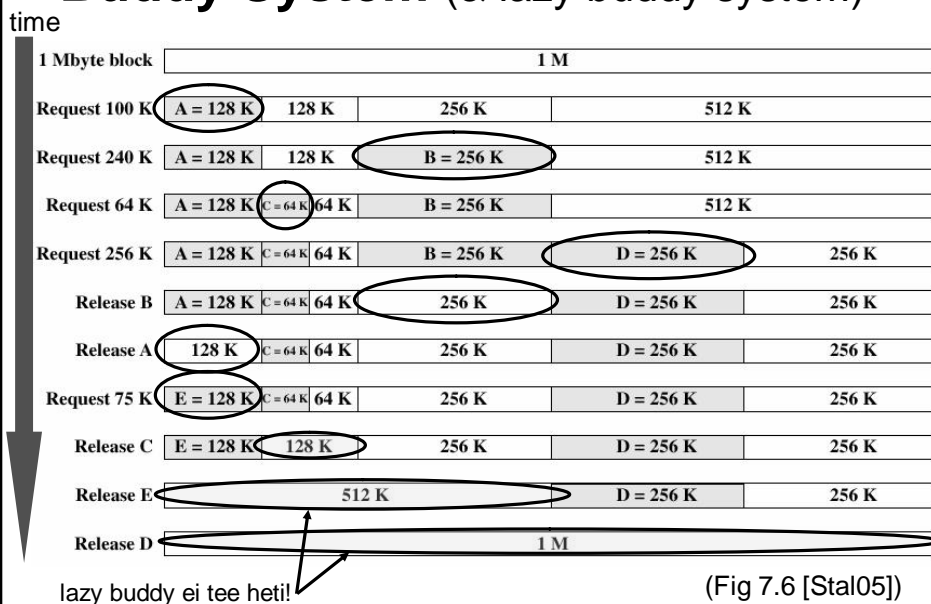 Buddy System (& lazy buddy system)
time
1 Mbyte block 1 M
Request 100 K A = 128 K 128 K 256 K 512 K
Request 240 K A = 128 K 128 K B = 256 K 512 K
Request 64 K A = 128 K C = 64 K 64 K B = 256 K 512 K
Request 256 K A = 128 K C = 64 K 64 K B = 256 K D = 256 K 256 K
Release B A = 128 K C = 64 K 64 K 256 K D = 256 K 256 K
Release A 128 K C = 64 K 64 K 256 K D = 256 K 256 K
Request 75 K E = 128 K C = 64 K 64 K 256 K D = 256 K 256 K
Release C E = 128 K 128 K 256 K D = 256 K 256 K
Release E 512 K D = 256 K 256 K
Release D 1 M
lazy buddy ei tee heti!
(Fig 7.6 [Stal05])